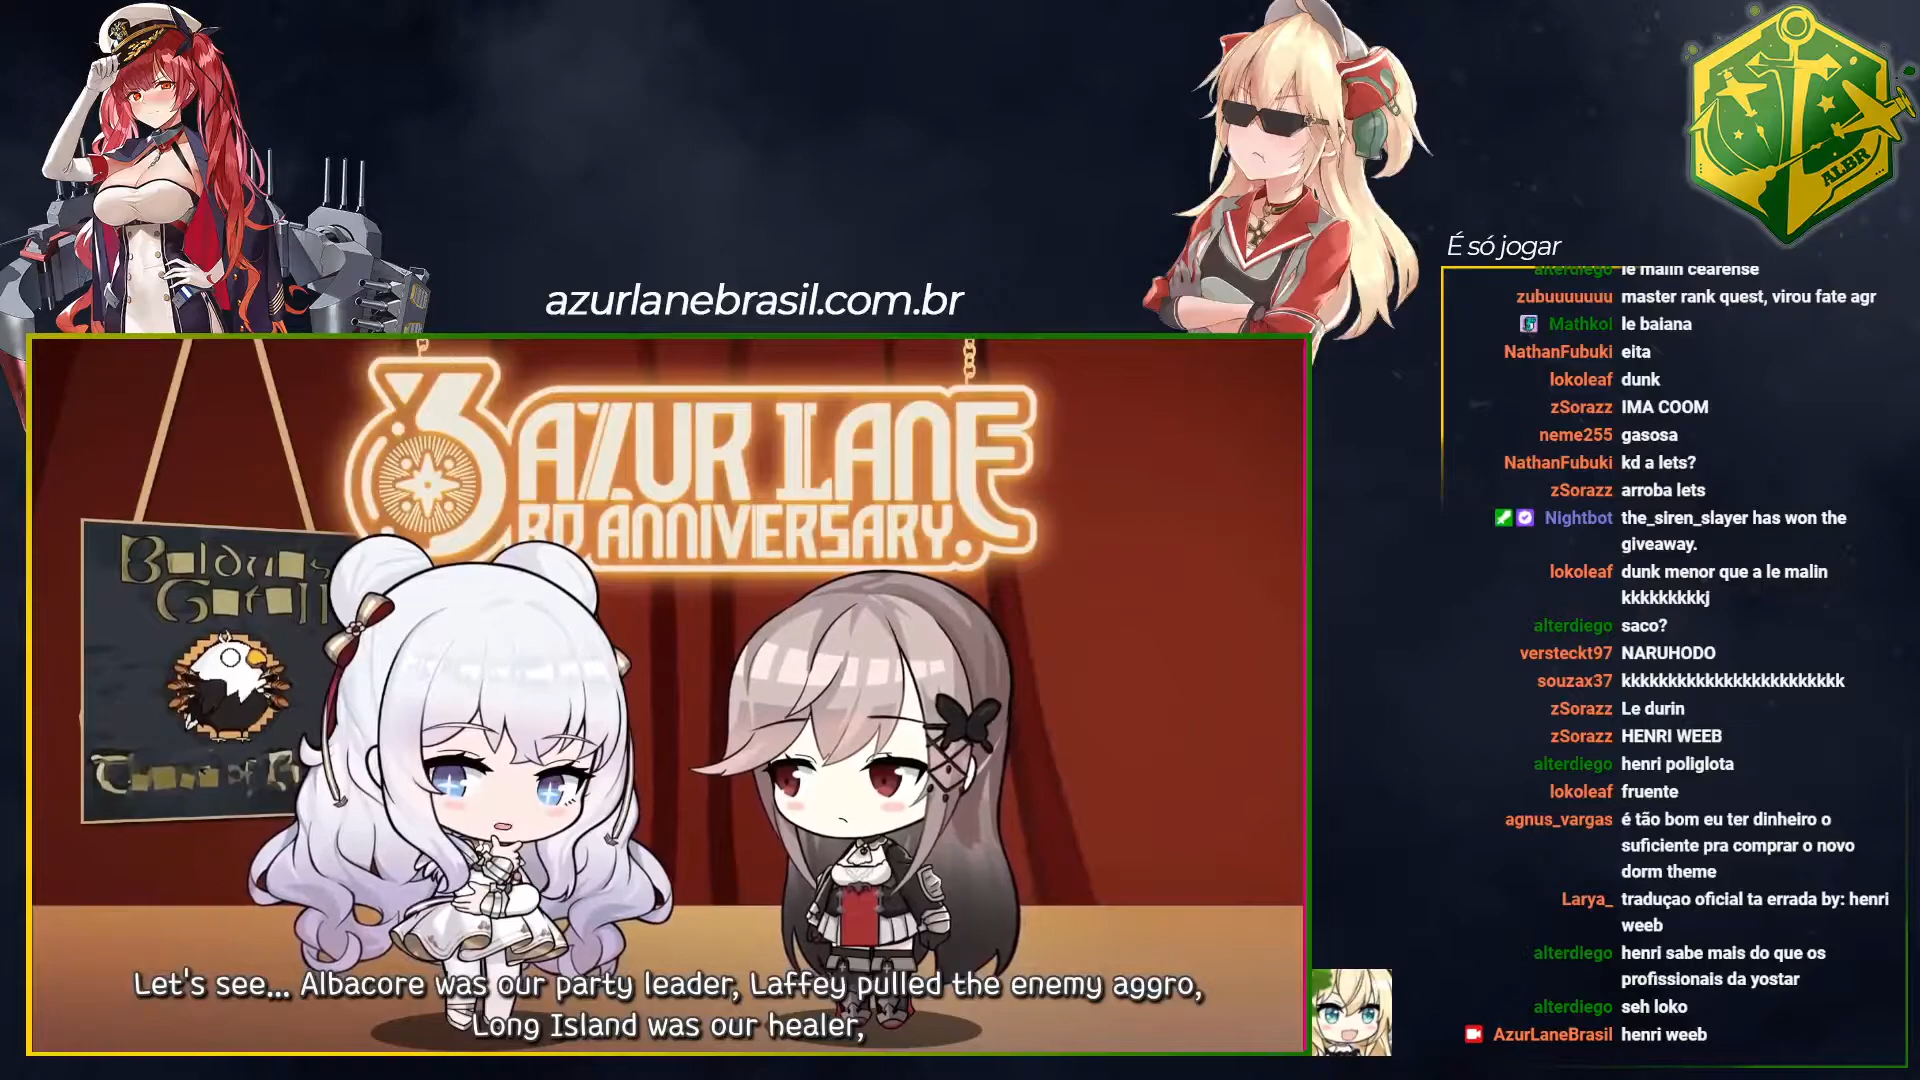 ALBR
É só jogar
azurlanebrasil.com.br
alterdiego le malin cearense
zubuuuuuuu master rank quest, virou fate agr
Mathkol le baiana
NathanFubuki eita
lokoleaf dunk
zSorazz IMA COOM
neme255 gasosa
NathanFubuki kd a lets?
zSorazz arroba lets
Nightbot the_siren_slayer has won the
giveaway.
lokoleaf dunk menor que a le malin
kkkkkkkkkj
alterdiego saco?
versteckt97 NARUHODO
souzax37 kkkkkkkkkkkkkkkkkkkkkkkk
zSorazz Le durin
zSorazz HENRI WEEB
alterdiego henri poliglota
lokoleaf fruente
agnus_vargas é tão bom eu ter dinheiro o
suficiente pra comprar o novo
dorm theme
Larya_ traduçao oficial ta errada by: henri
weeb
alterdiego henri sabe mais do que os
profissionais da yostar
alterdiego seh loko
AzurLaneBrasil henri weeb
3 AZUR LANE
RD ANNIVERSARY
Let's see... Albacore was our party leader, Laffey pulled the enemy aggro,
Long Island was our healer,